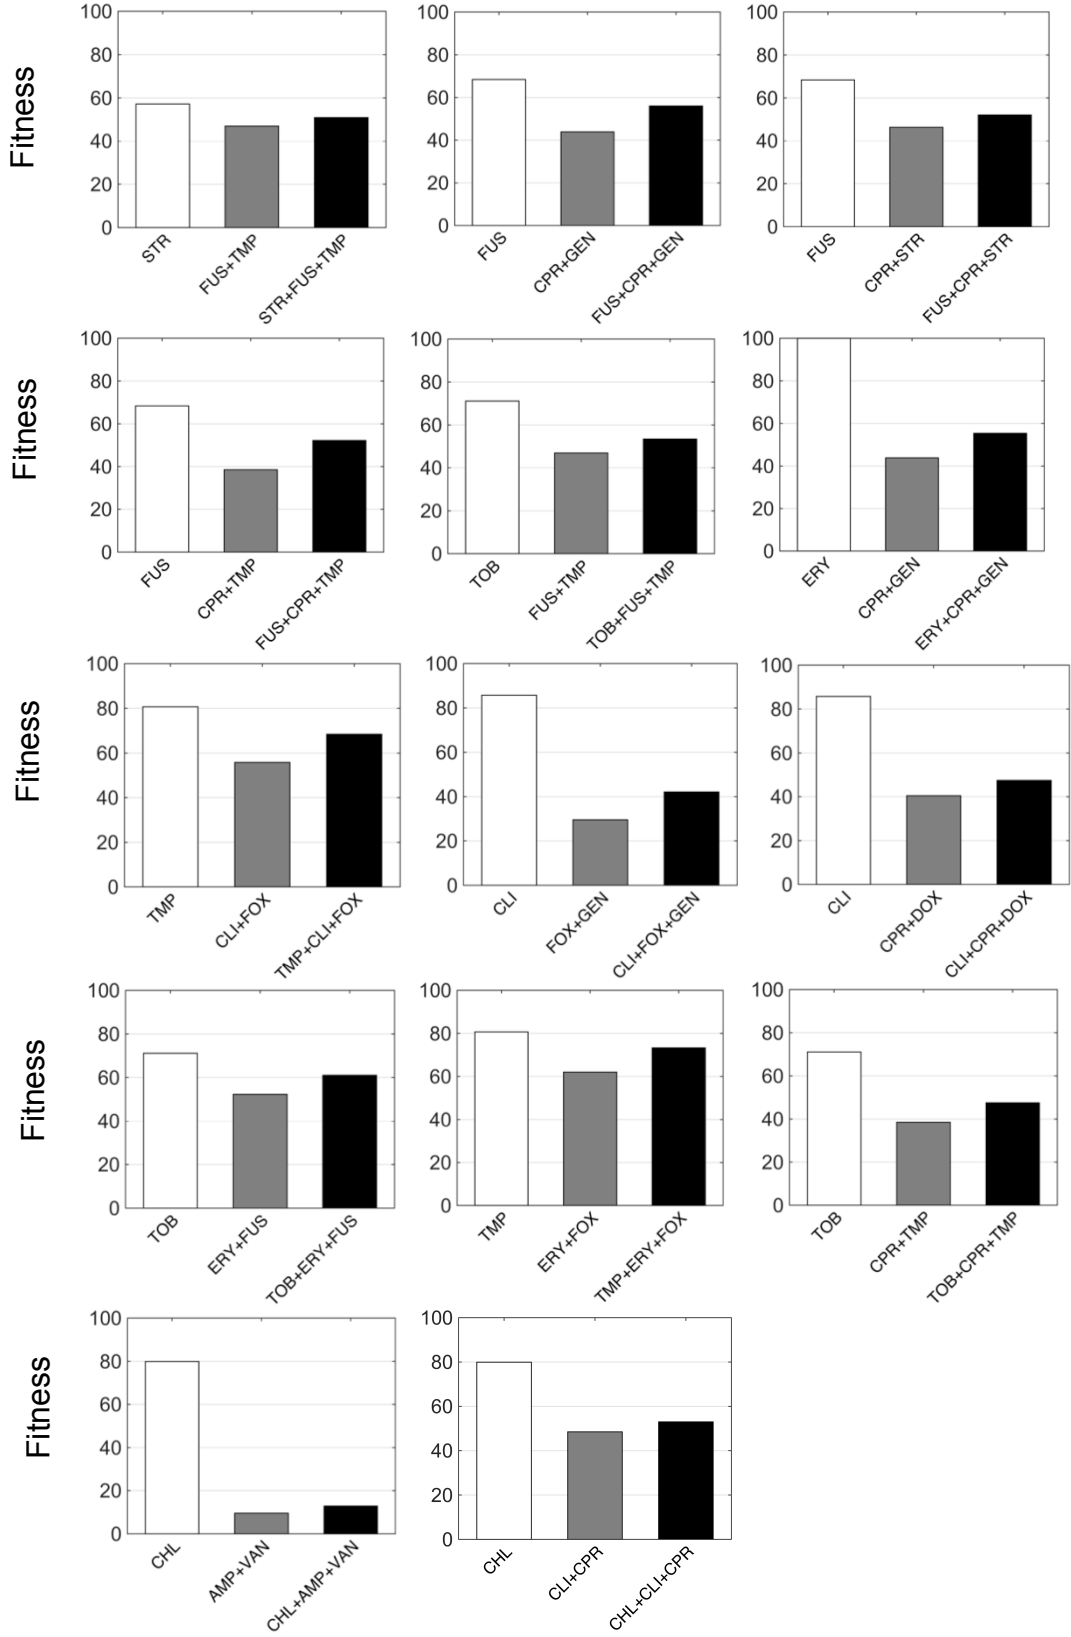 Fitness
100
80
60
40
20
0
STR
FUS+TMP
STR+FUS+TMP
100
80
60
40
20
0
FUS
CPR+GEN
FUS+CPR+GEN
100
80
60
40
20
0
FUS
CPR+STR
FUS+CPR+STR
Fitness
100
80
60
40
20
0
FUS
CPR+TMP
FUS+CPR+TMP
100
80
60
40
20
0
TOB
FUS+TMP
TOB+FUS+TMP
100
80
60
40
20
0
ERY
CPR+GEN
ERY+CPR+GEN
Fitness
100
80
60
40
20
0
TMP
CLI+FOX
TMP+CLI+FOX
100
80
60
40
20
0
CLI
FOX+GEN
CLI+FOX+GEN
100
80
60
40
20
0
CLI
CPR+DOX
CLI+CPR+DOX
Fitness
100
80
60
40
20
0
TOB
ERY+FUS
TOB+ERY+FUS
100
80
60
40
20
0
TMP
ERY+FOX
TMP+ERY+FOX
100
80
60
40
20
0
TOB
CPR+TMP
TOB+CPR+TMP
Fitness
100
80
60
40
20
0
CHL
AMP+VAN
CHL+AMP+VAN
100
80
60
40
20
0
CHL
CLI+CPR
CHL+CLI+CPR